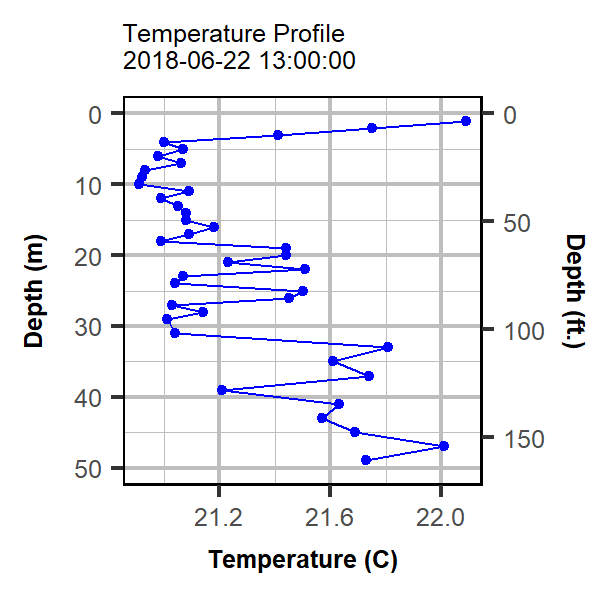 Temperature Profile
2018-06-22 13:00:00
0
10
20
30
40
50
Depth (m)
0
50
100
150
Depth (ft.)
21.2 21.6 22.0
Temperature (C)